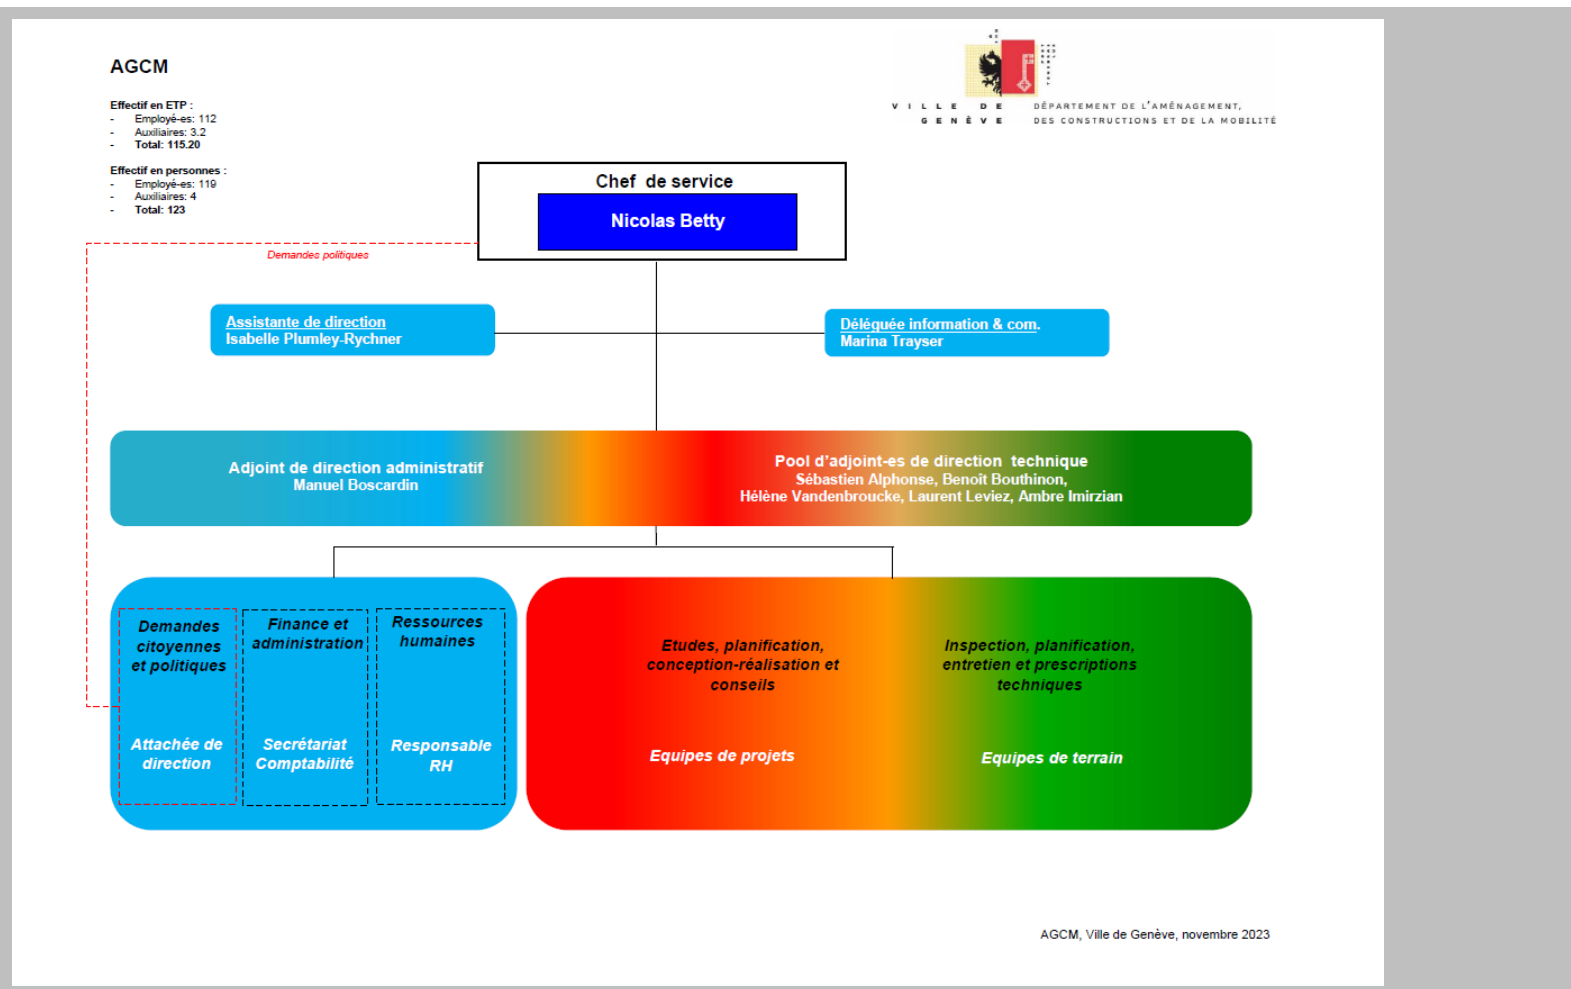 AGCM
Effectif en ETP :
- Employé-es: 112
- Auxiliaires: 3.2
- Total: 115.20
Effectif en personnes :
- Employé-es: 119
- Auxiliaires: 4
- Total: 123
VILLE DE
GENÈVE
DÉPARTEMENT DE L'AMÉNAGEMENT,
DES CONSTRUCTIONS ET DE LA MOBILITÉ
Chef de service
Nicolas Betty
Demandes politiques
Assistante de direction
Isabelle Plumley-Rychner
Déléguée information & com.
Marina Trayser
Adjoint de direction administratif
Manuel Boscardin
Pool d'adjoint-es de direction technique
Sébastien Alphonse, Benoît Bouthinon,
Hélène Vandenbroucke, Laurent Leviez, Ambre Imirzian
Demandes
citoyennes
et politiques
Attachée de
direction
Finance et
administration
Secrétariat
Comptabilité
Ressources
humaines
Responsable
RH
Etudes, planification,
conception-réalisation et
conseils
Equipes de projets
Inspection, planification,
entretien et prescriptions
techniques
Equipes de terrain
AGCM, Ville de Genève, novembre 2023